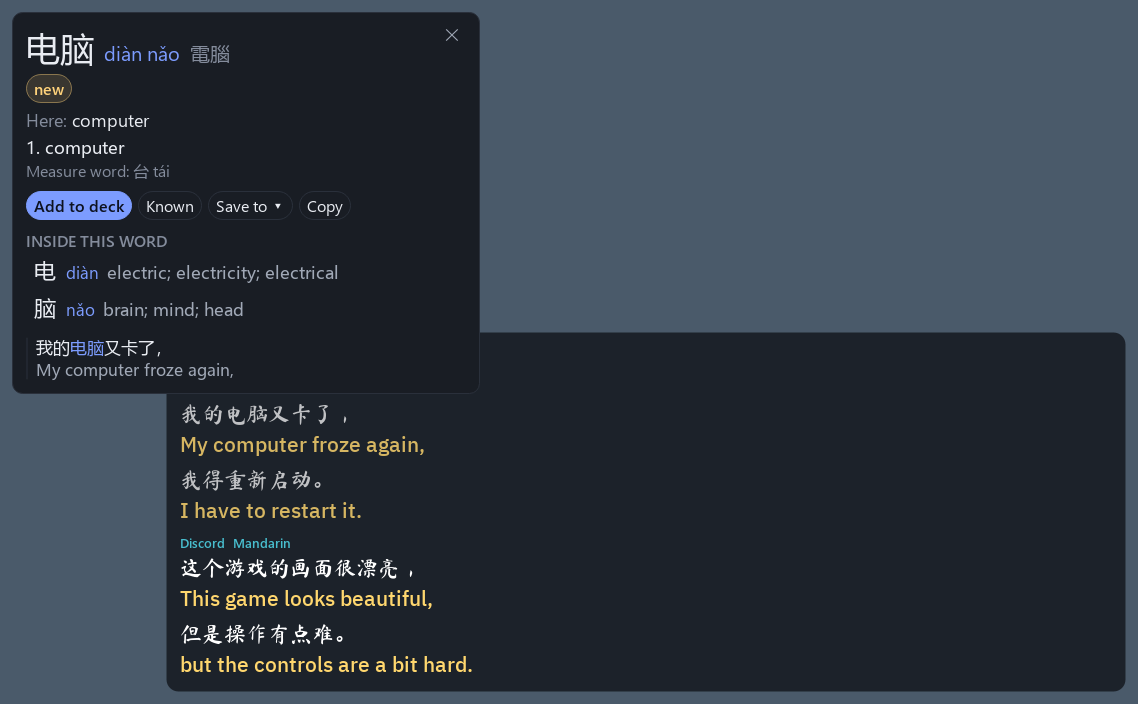 电脑 diàn nǎo 電腦
new
Here: computer
1. computer
Measure word: 台 tái
Add to deck Known Save to ▾ Copy
INSIDE THIS WORD
电 diàn electric; electricity; electrical
脑 nǎo brain; mind; head
我的电脑又卡了，
My computer froze again,
我的电脑又卡了，
My computer froze again,
我得重新启动。
I have to restart it.
Discord Mandarin
这个游戏的画面很漂亮，
This game looks beautiful,
但是操作有点难。
but the controls are a bit hard.